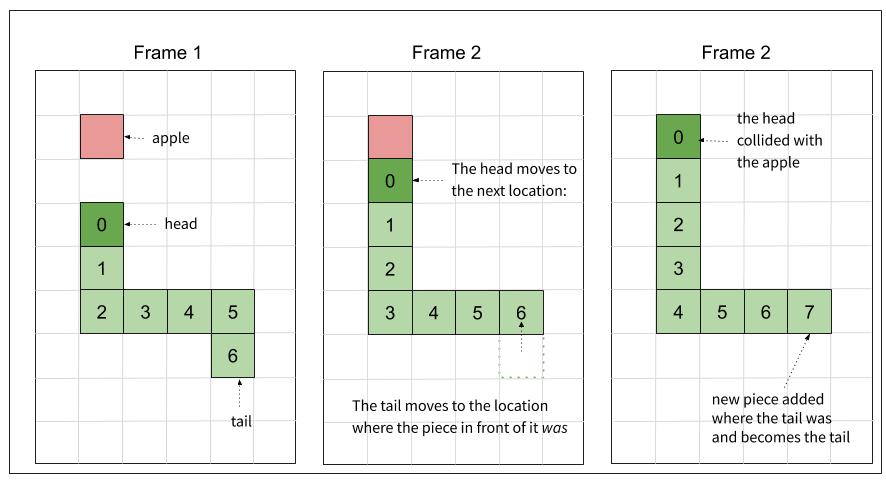 Frame 1
apple
0
head
1
2 3 4 5
6
tail
Frame 2
0
The head moves to
the next location:
1
2
3 4 5 6
The tail moves to the location
where the piece in front of it was
Frame 2
0
the head
collided with
the apple
1
2
3
4 5 6 7
new piece added
where the tail was
and becomes the tail